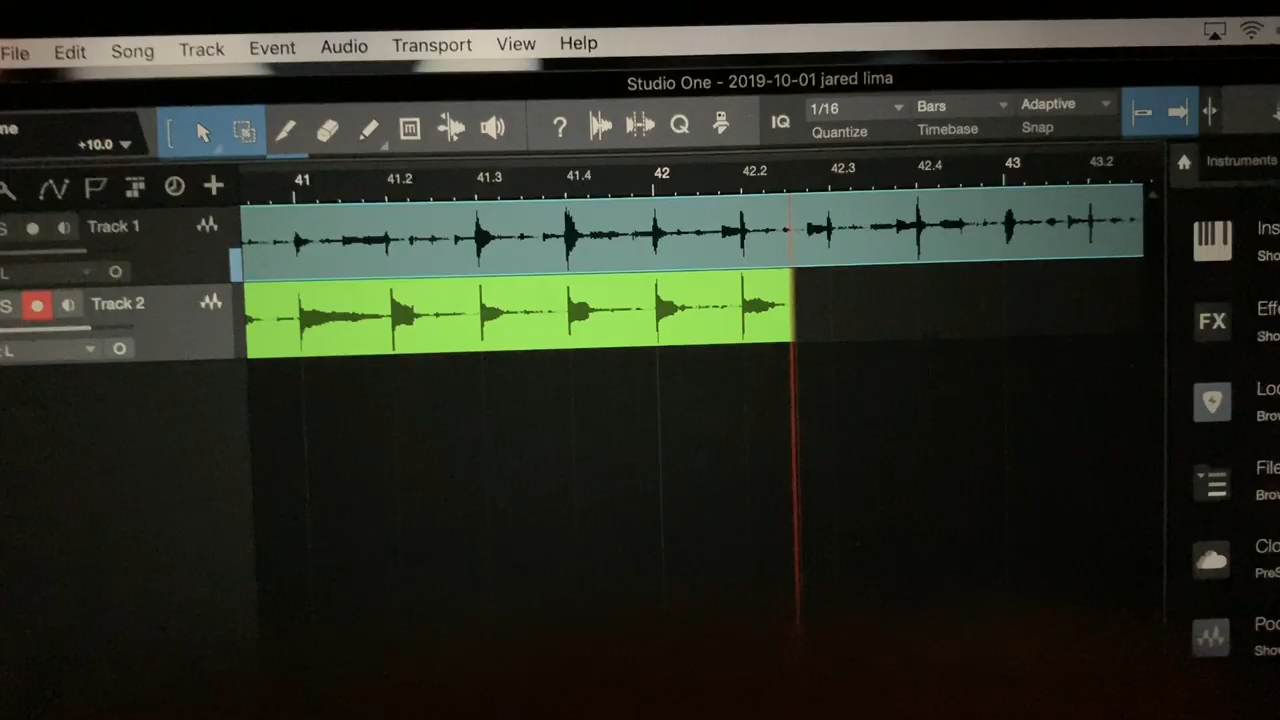 File Edit Song Track Event Audio Transport View Help
Studio One - 2019-10-01 jared lima
+10.0
? Q IQ 1/16 Bars Adaptive
Quantize Timebase Snap
41 41.2 41.3 41.4 42 42.2 42.3 42.4 43 43.2
Instruments
S Track 1
L
S Track 2
L
FX